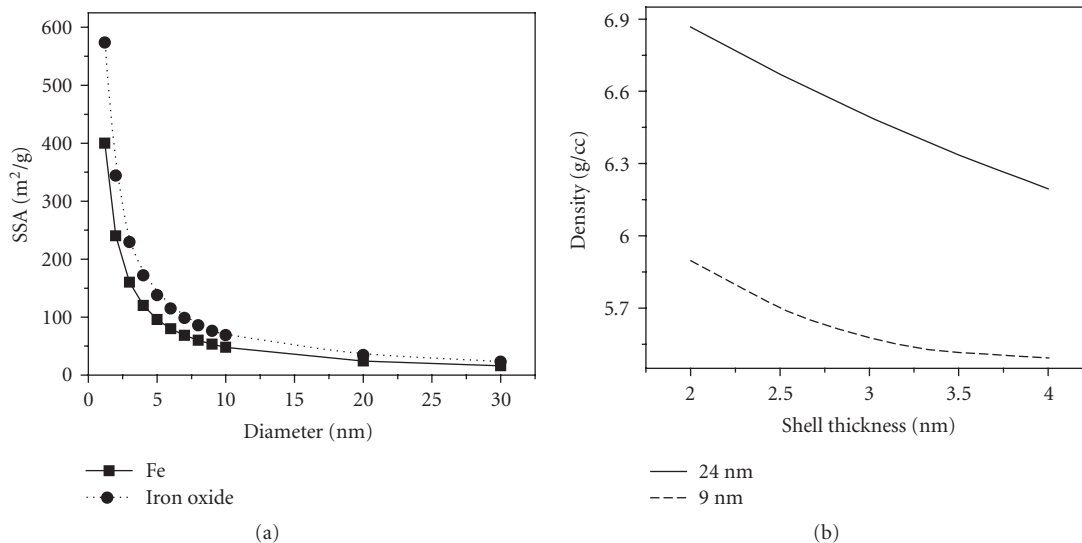 600
500
400
300
200
100
0
SSA (m²/g)
0 5 10 15 20 25 30
Diameter (nm)
Fe
Iron oxide
(a)
6.9
6.6
6.3
6
5.7
Density (g/cc)
2 2.5 3 3.5 4
Shell thickness (nm)
24 nm
9 nm
(b)